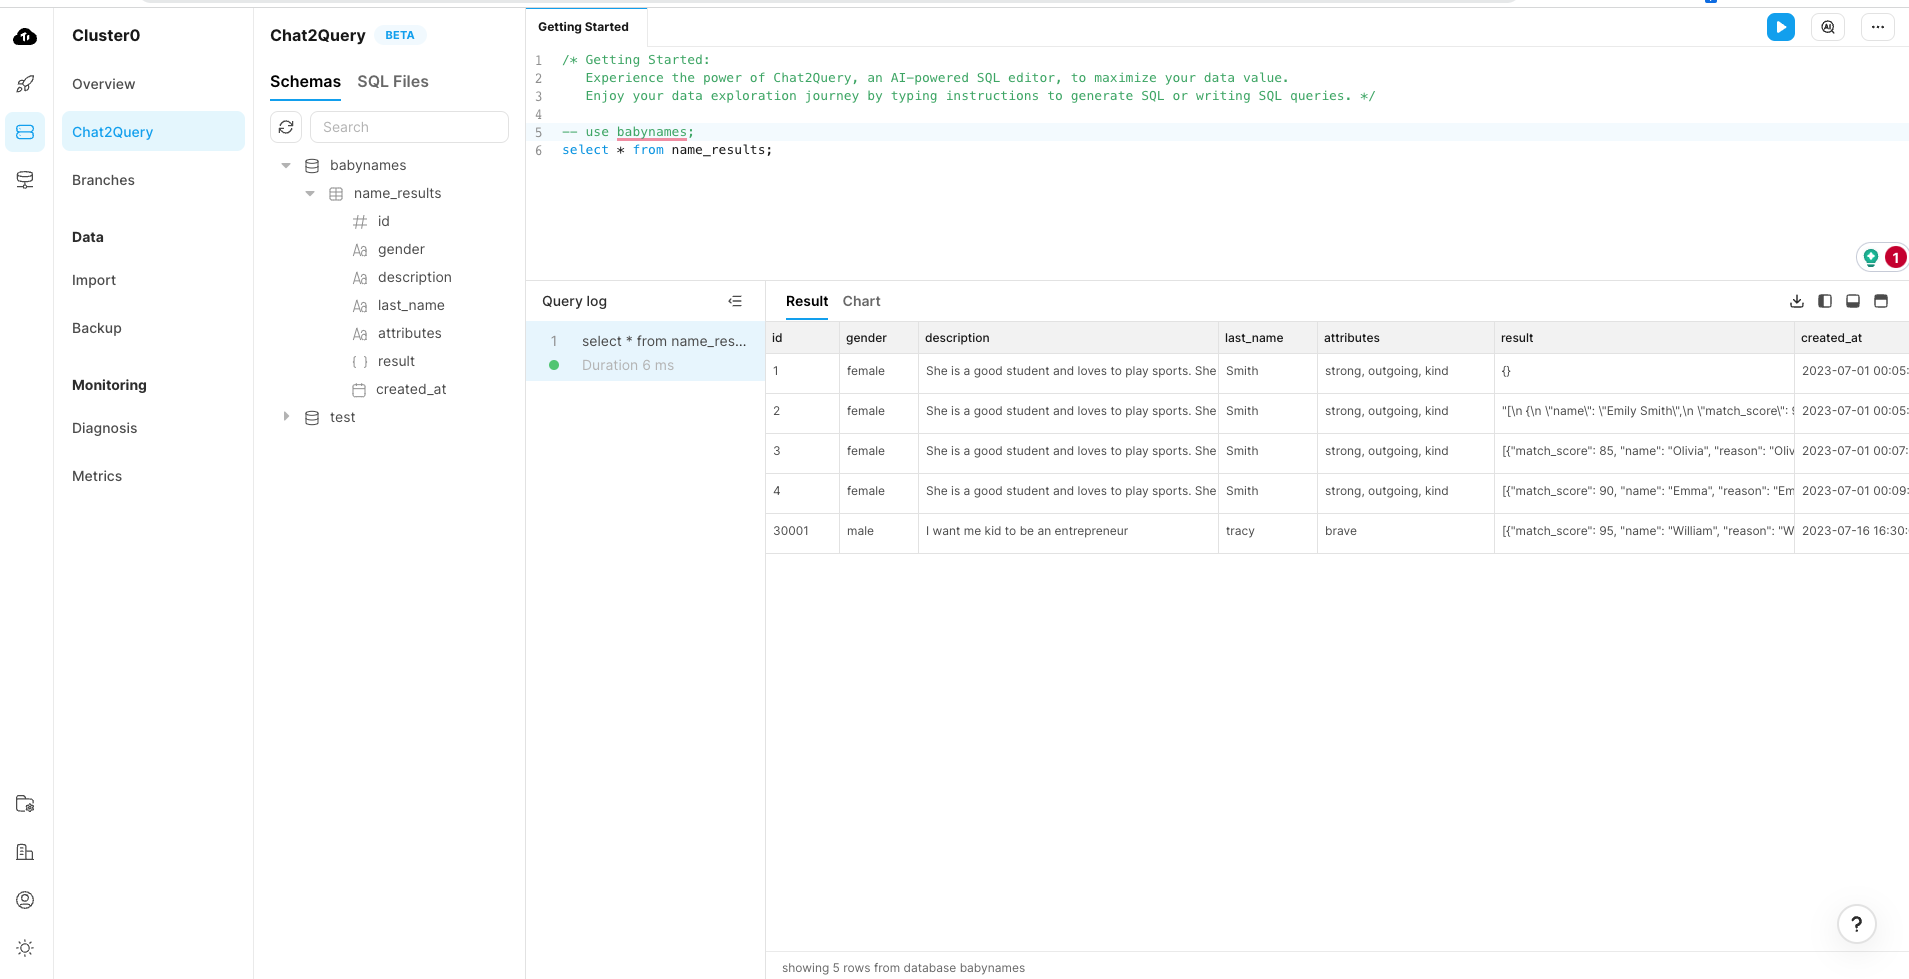 Cluster0
Overview
Chat2Query
Branches
Data
Import
Backup
Monitoring
Diagnosis
Metrics
Chat2Query BETA
Schemas SQL Files
Search
babynames
name_results
id
gender
description
last_name
attributes
result
created_at
test
Getting Started
1 /* Getting Started:
2 Experience the power of Chat2Query, an AI-powered SQL editor, to maximize your data value.
3 Enjoy your data exploration journey by typing instructions to generate SQL or writing SQL queries. */
4
5 -- use babynames;
6 select * from name_results;
1
Query log
1 select * from name_res...
Duration 6 ms
Result Chart
id gender description last_name attributes result created_at
1 female She is a good student and loves to play sports. She Smith strong, outgoing, kind {} 2023-07-01 00:05:
2 female She is a good student and loves to play sports. She Smith strong, outgoing, kind "[\n {\n \"name\": \"Emily Smith\",\n \"match_score\": 2023-07-01 00:05:
3 female She is a good student and loves to play sports. She Smith strong, outgoing, kind [{"match_score": 85, "name": "Olivia", "reason": "Oliv 2023-07-01 00:07:
4 female She is a good student and loves to play sports. She Smith strong, outgoing, kind [{"match_score": 90, "name": "Emma", "reason": "Em 2023-07-01 00:09:
30001 male I want me kid to be an entrepreneur tracy brave [{"match_score": 95, "name": "William", "reason": "W 2023-07-16 16:30:
?
showing 5 rows from database babynames